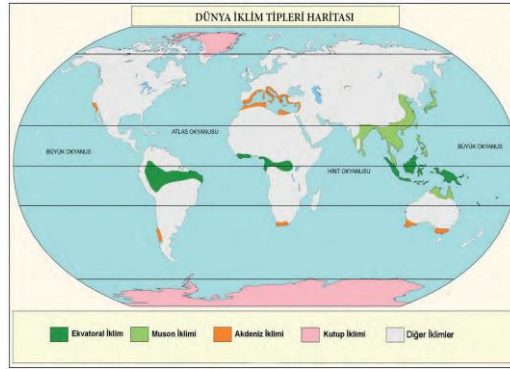 DÜNYA İKLİM TİPLERİ HARİTASI
ATLAS OKYANUSU
BÜYÜK OKYANUS
BÜYÜK OKYANUS
HİNT OKYANUSU
Ekvatoral İklim
Muson İklimi
Akdeniz İklimi
Kutup İklimi
Diğer İklimler